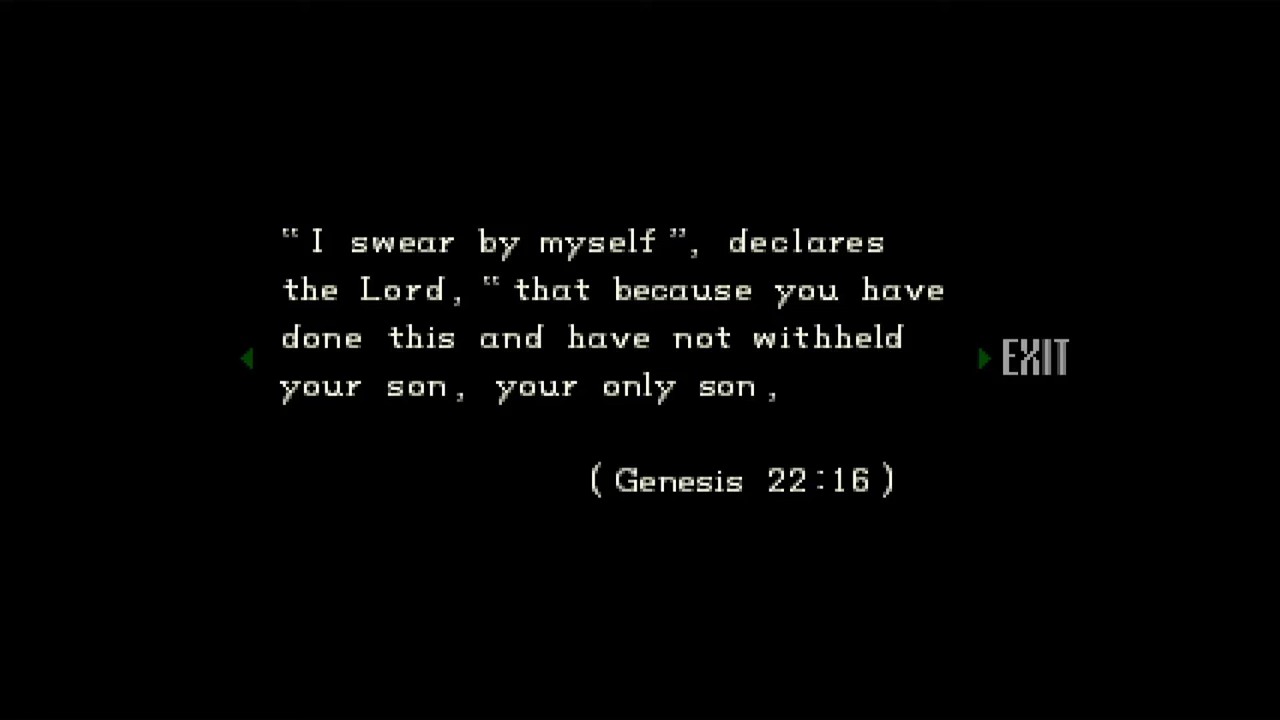 “I swear by myself”, declares
the Lord, “that because you have
done this and have not withheld
your son, your only son,
EXIT
(Genesis 22:16)